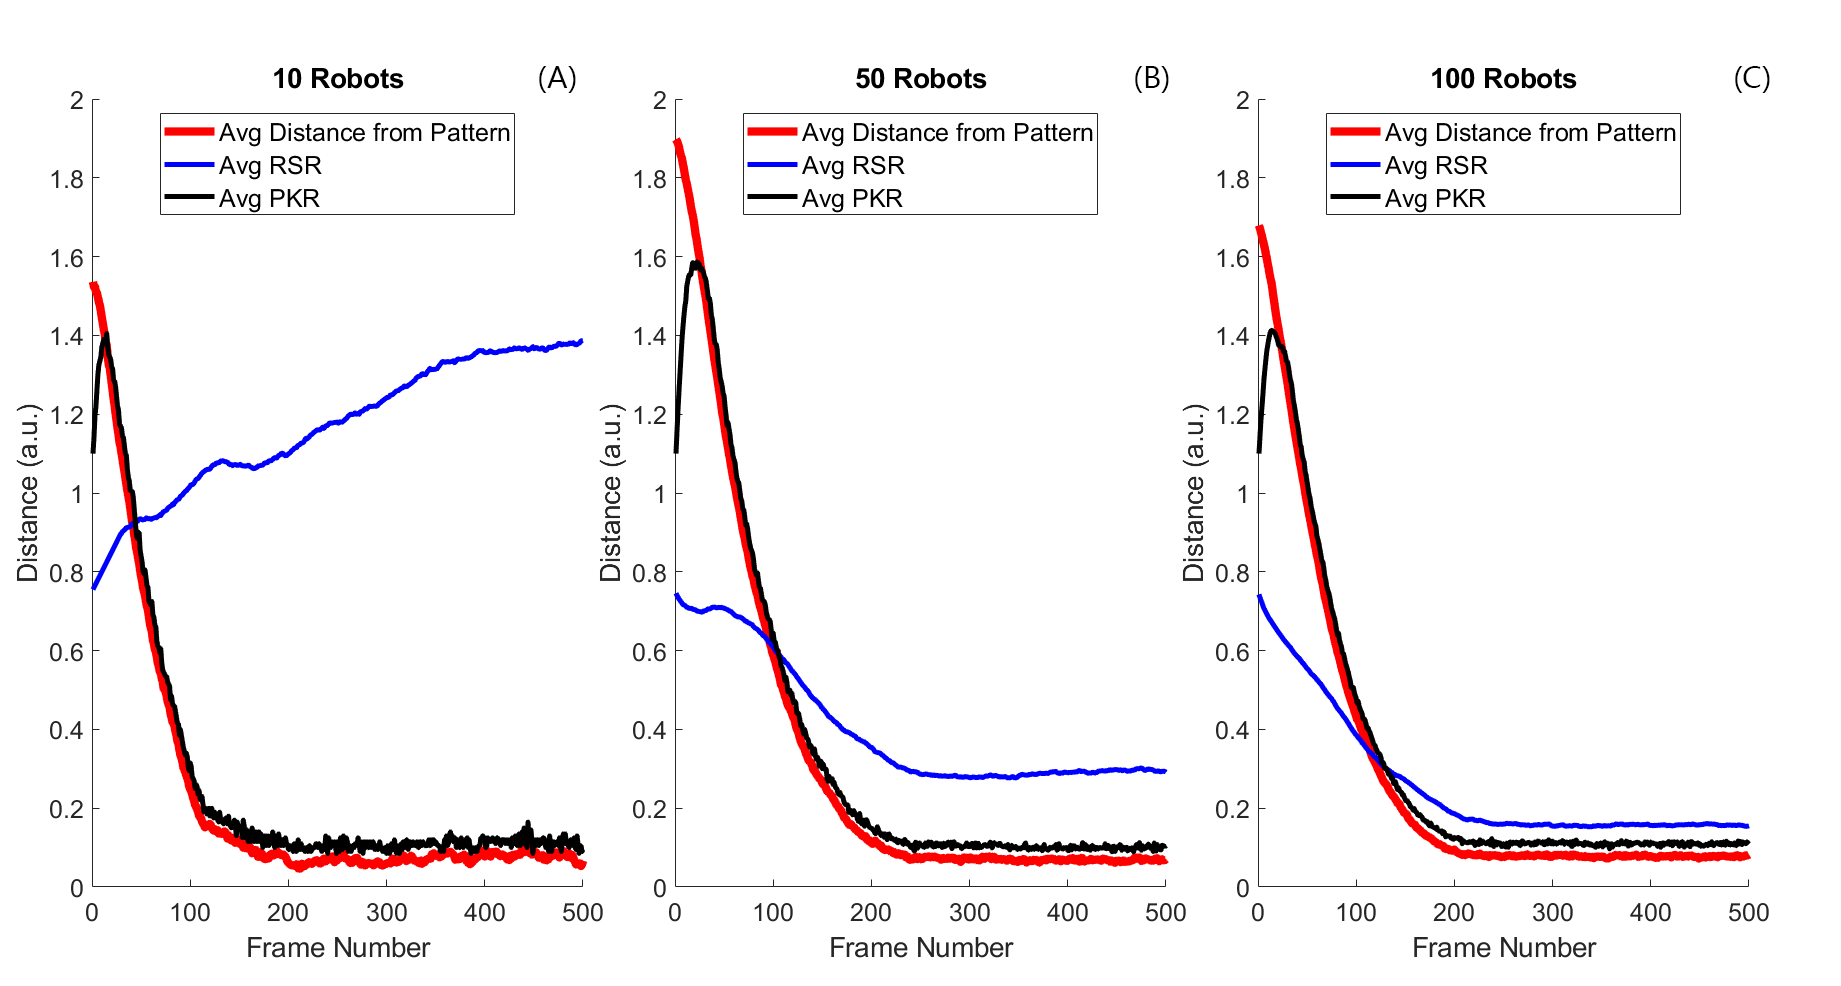 10 Robots
(A)
Avg Distance from Pattern
Avg RSR
Avg PKR
2
1.8
1.6
1.4
1.2
1
0.8
0.6
0.4
0.2
0
Distance (a.u.)
0 100 200 300 400 500
Frame Number
50 Robots
(B)
Avg Distance from Pattern
Avg RSR
Avg PKR
2
1.8
1.6
1.4
1.2
1
0.8
0.6
0.4
0.2
0
Distance (a.u.)
0 100 200 300 400 500
Frame Number
100 Robots
(C)
Avg Distance from Pattern
Avg RSR
Avg PKR
2
1.8
1.6
1.4
1.2
1
0.8
0.6
0.4
0.2
0
Distance (a.u.)
0 100 200 300 400 500
Frame Number